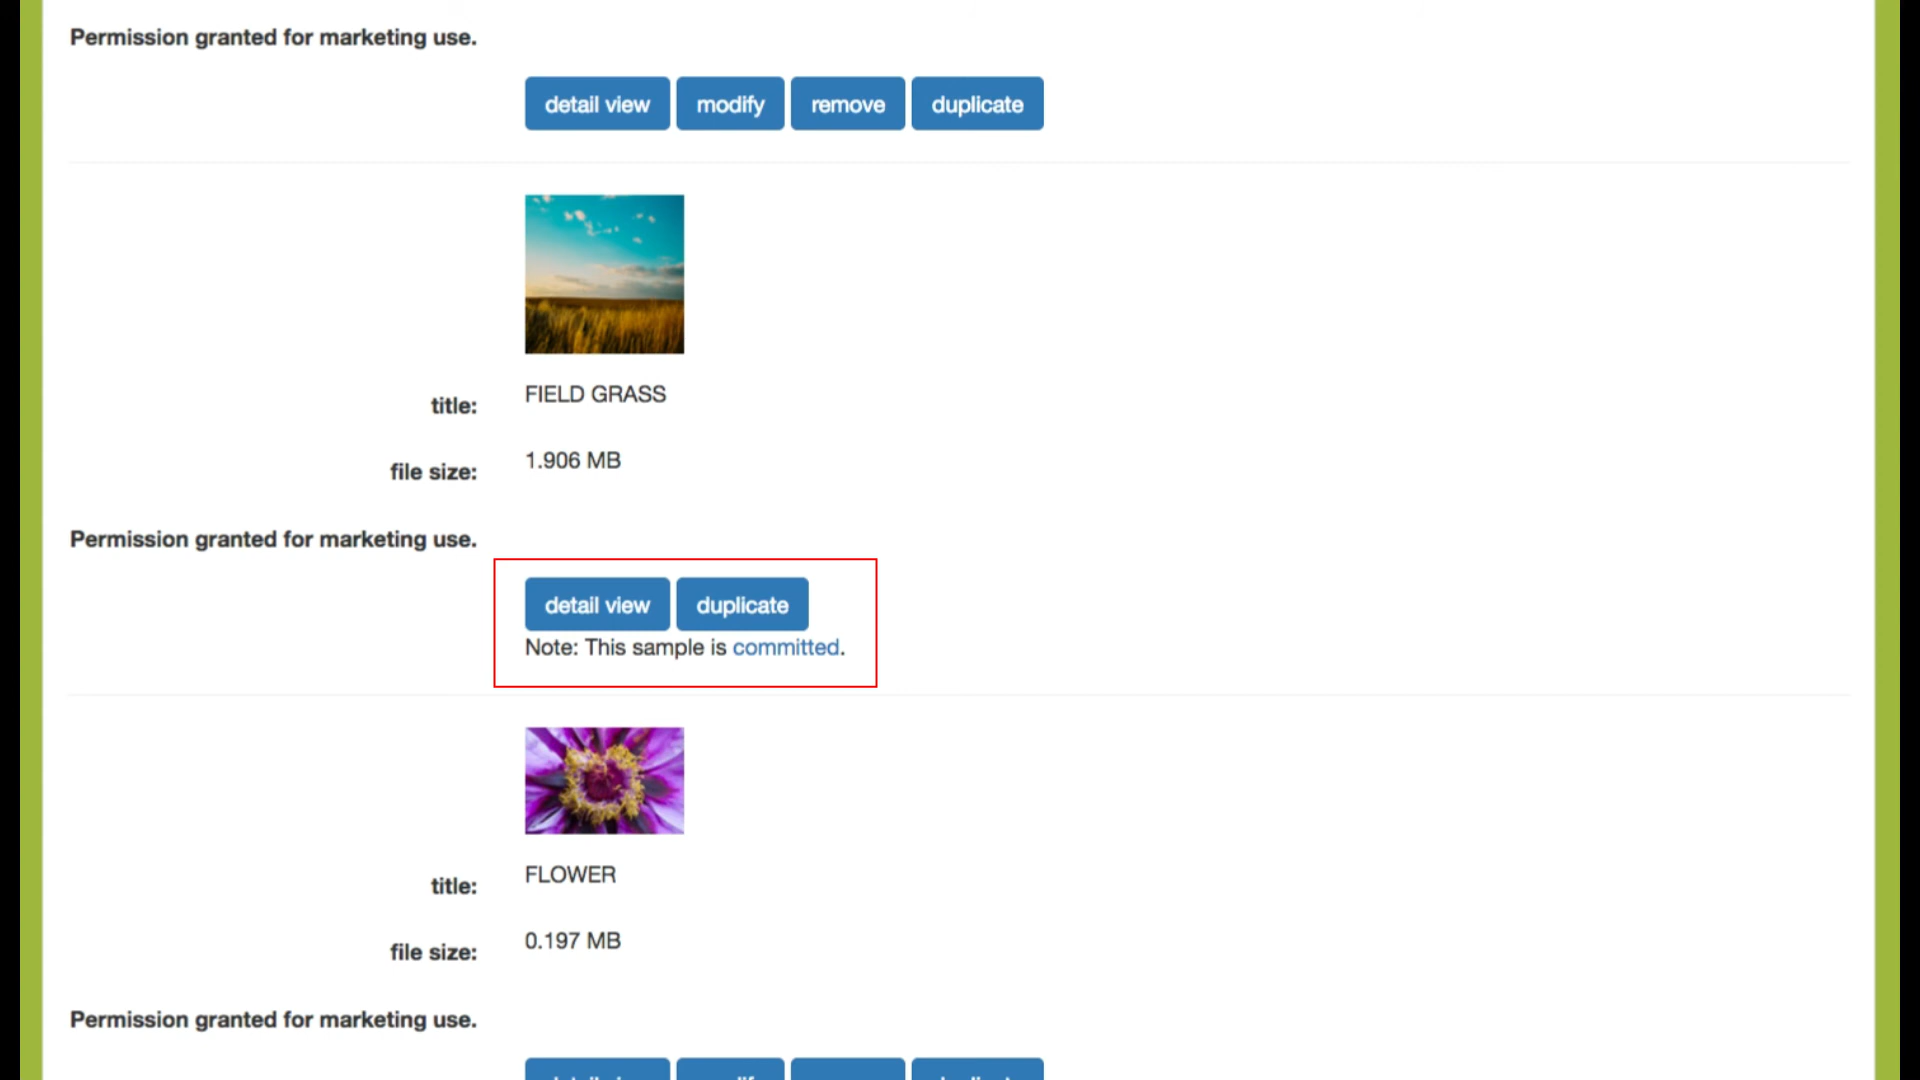 Permission granted for marketing use.
detail view modify remove duplicate
title: FIELD GRASS
file size: 1.906 MB
Permission granted for marketing use.
detail view duplicate
Note: This sample is committed.
title: FLOWER
file size: 0.197 MB
Permission granted for marketing use.